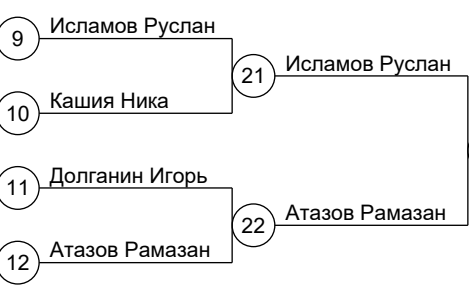 9 Исламов Руслан
21 Исламов Руслан
10 Кашия Ника
11 Долганин Игорь
22 Атазов Рамазан
12 Атазов Рамазан